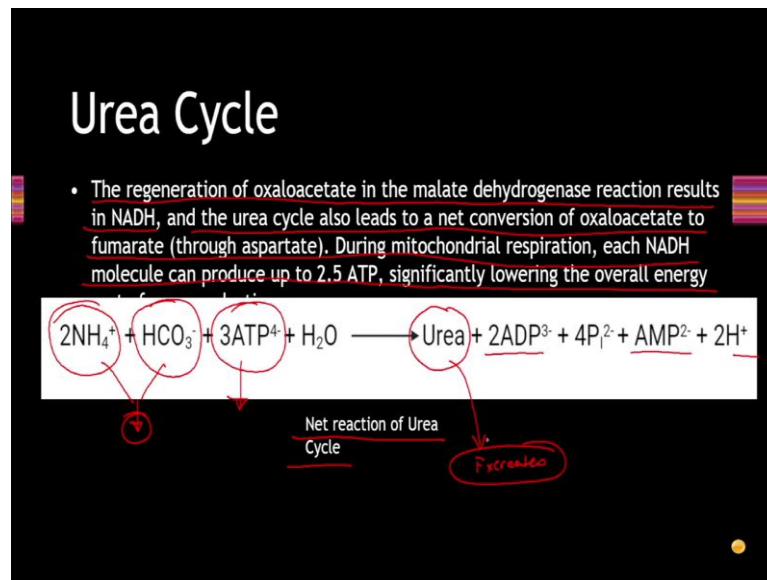 Urea Cycle
• The regeneration of oxaloacetate in the malate dehydrogenase reaction results
in NADH, and the urea cycle also leads to a net conversion of oxaloacetate to
fumarate (through aspartate). During mitochondrial respiration, each NADH
molecule can produce up to 2.5 ATP, significantly lowering the overall energy
2NH₄⁺ + HCO₃⁻ + 3ATP⁴⁻ + H₂O ⟶ Urea + 2ADP³⁻ + 4Pᵢ²⁻ + AMP²⁻ + 2H⁺
Net reaction of Urea
Cycle